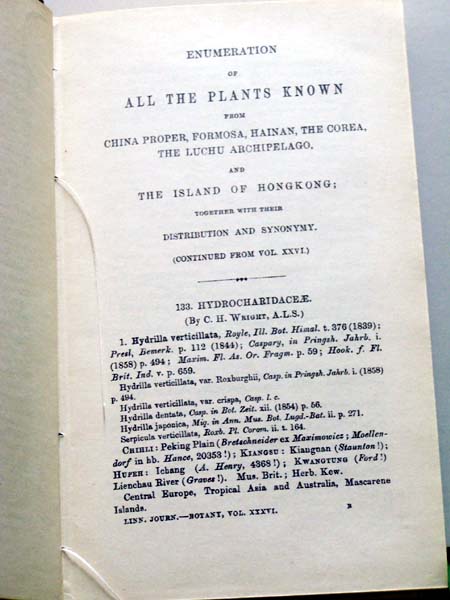 ENUMERATION
OF
ALL THE PLANTS KNOWN
FROM
CHINA PROPER, FORMOSA, HAINAN, THE COREA,
THE LUCHU ARCHIPELAGO.
AND
THE ISLAND OF HONGKONG;
TOGETHER WITH THEIR
DISTRIBUTION AND SYNONYMY.
(CONTINUED FROM VOL. XXVI.)
133. HYDROCHARIDACEÆ.
(By C. H. WRIGHT, A.L.S.)
1. Hydrilla verticillata, Royle, Ill. Bot. Himal. t. 376 (1839);
Presl, Bemerk. p. 112 (1844); Caspary, in Pringsh. Jahrb. i.
(1858) p. 494; Maxim. Fl. As. Or. Fragm. p. 59; Hook. f. Fl.
Brit. Ind. v. p. 659.
Hydrilla verticillata, var. Roxburghii, Casp. in Pringsh. Jahrb. i. (1858)
p. 494.
Hydrilla verticillata, var. crispa, Casp. l. c.
Hydrilla dentata, Casp. in Bot. Zeit. xii. (1854) p. 56.
Hydrilla japonica, Miq. in Ann. Mus. Bot. Lugd.-Bat. ii. p. 271.
Serpicula verticillata, Roxb. Pl. Corom. ii. t. 164.
CHIHLI: Peking Plain (Bretschneider ex Maximowicz; Moellen-
dorf in hb. Hance, 20353!); KIANGSU: Kiangnan (Staunton!);
HUPEH: Ichang (A. Henry, 4368!); KWANGTUNG (Ford!)
Lienchau River (Graves!). Mus. Brit.; Herb. Kew.
Central Europe, Tropical Asia and Australia, Mascarene
Islands.
LINN. JOURN.—BOTANY, VOL. XXXVI. B